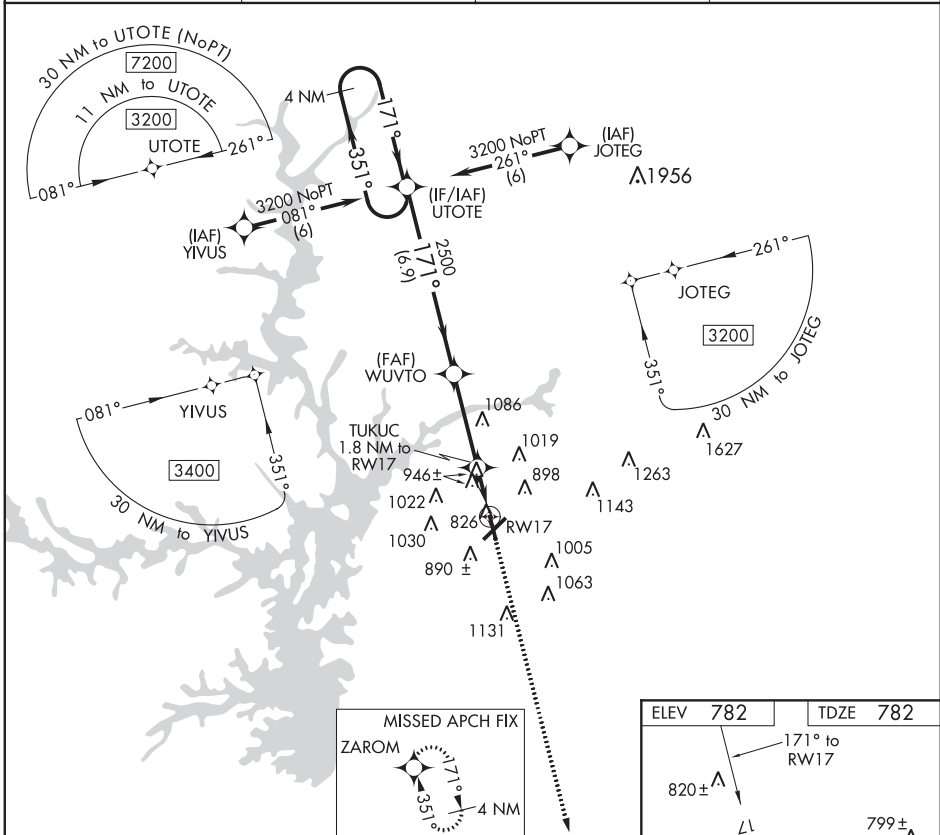 30 NM to UTOTE (NoPT)
7200
11 NM to UTOTE
3200
UTOTE
081°
261°
4 NM
171°
351°
3200 NoPT
261°
(6)
(IAF)
JOTEG
1956
3200 NoPT
081°
(6)
(IAF)
YIVUS
(IF/IAF)
UTOTE
2500
171°
(6.9)
261°
JOTEG
3200
351°
30 NM to JOTEG
(FAF)
WUVTO
081°
YIVUS
3400
351°
30 NM to YIVUS
TUKUC
1.8 NM to
RW17
1086
1019
946±
898
1022
1030
826
RW17
890 ±
1627
1263
1143
1005
1063
1131
MISSED APCH FIX
ZAROM
171°
351°
4 NM
ELEV 782
TDZE 782
171° to
RW17
820±
17
799±